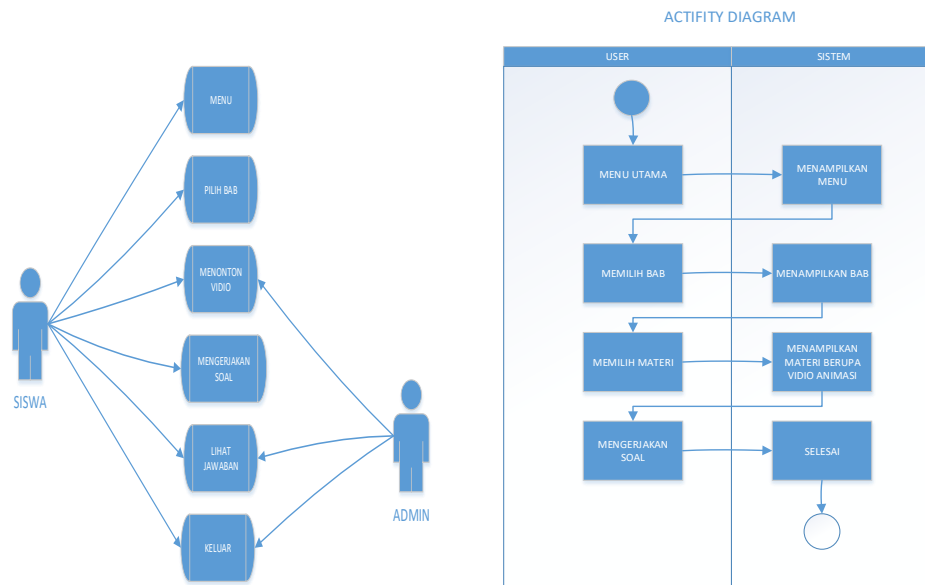 MENU
PILIH BAB
MENONTON
VIDIO
MENGERJAKAN
SOAL
LIHAT
JAWABAN
KELUAR
SISWA
ADMIN
ACTIFITY DIAGRAM
USER
SISTEM
MENU UTAMA
MENAMPILKAN
MENU
MEMILIH BAB
MENAMPILKAN BAB
MEMILIH MATERI
MENAMPILKAN
MATERI BERUPA
VIDIO ANIMASI
MENGERJAKAN
SOAL
SELESAI